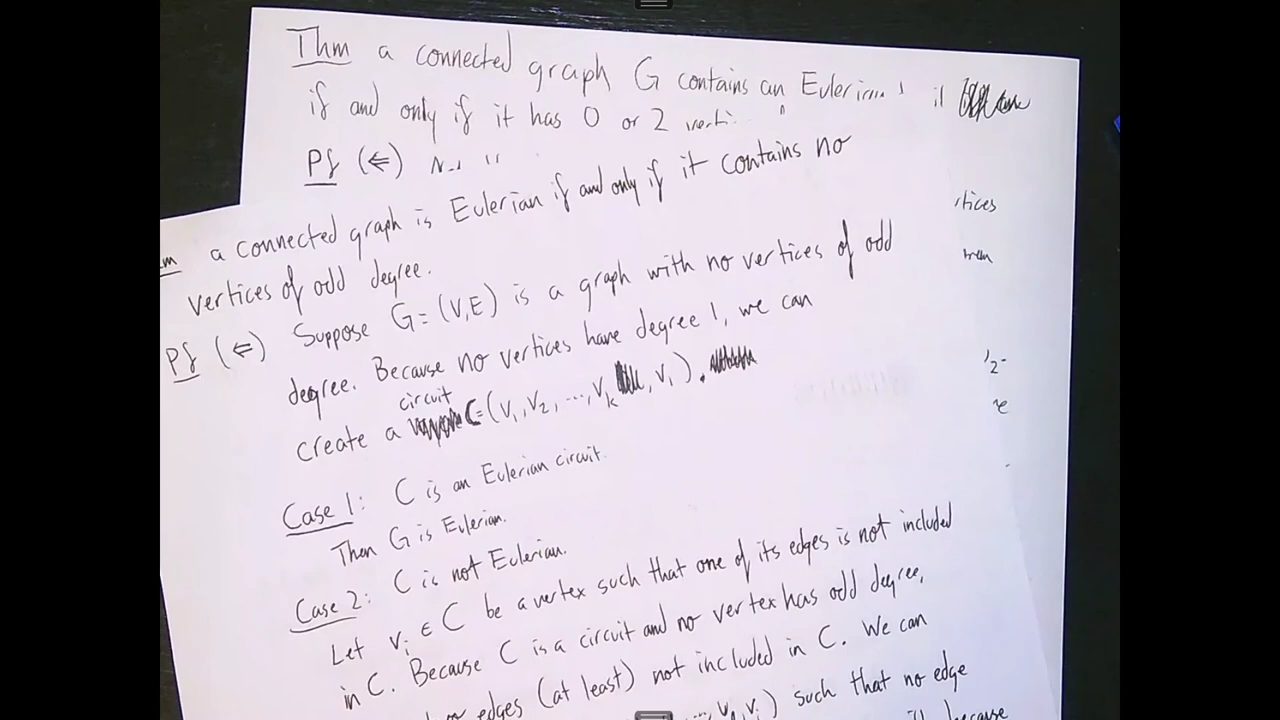 Thm a connected graph G contains an Eulerian
if and only if it has 0 or 2
Pf (⇐)
a connected graph is Eulerian if and only if it contains no
vertices of odd degree.
Pf (⇐) Suppose G=(V,E) is a graph with no vertices of odd
degree. Because no vertices have degree 1, we can
circuit
create a C=(v₁,v₂, ...,vₖ, v₁).
Case 1: C is an Eulerian circuit.
Then G is Eulerian.
Case 2: C is not Eulerian.
Let vᵢ ∈ C be a vertex such that one of its edges is not included
in C. Because C is a circuit and no vertex has odd degree,
edges (at least) not included in C. We can
such that no edge
because